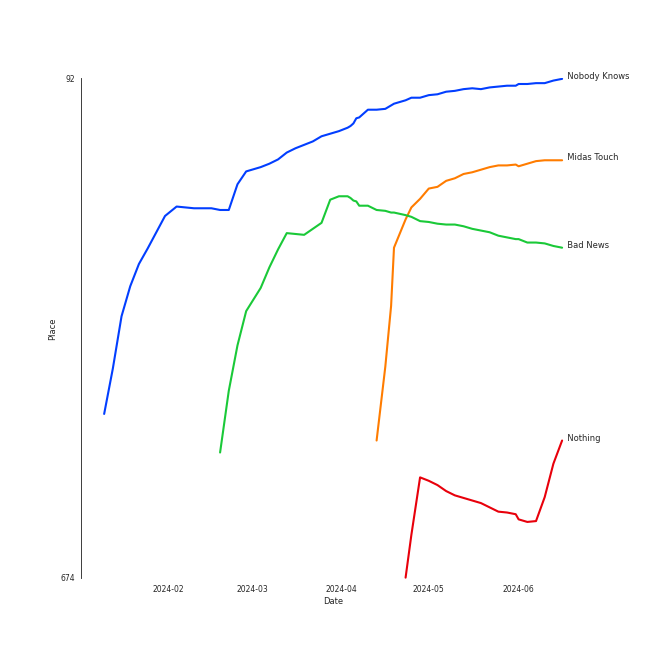 92
Nobody Knows
Midas Touch
Bad News
Place
Nothing
674
2024-02
2024-03
2024-04
2024-05
2024-06
Date